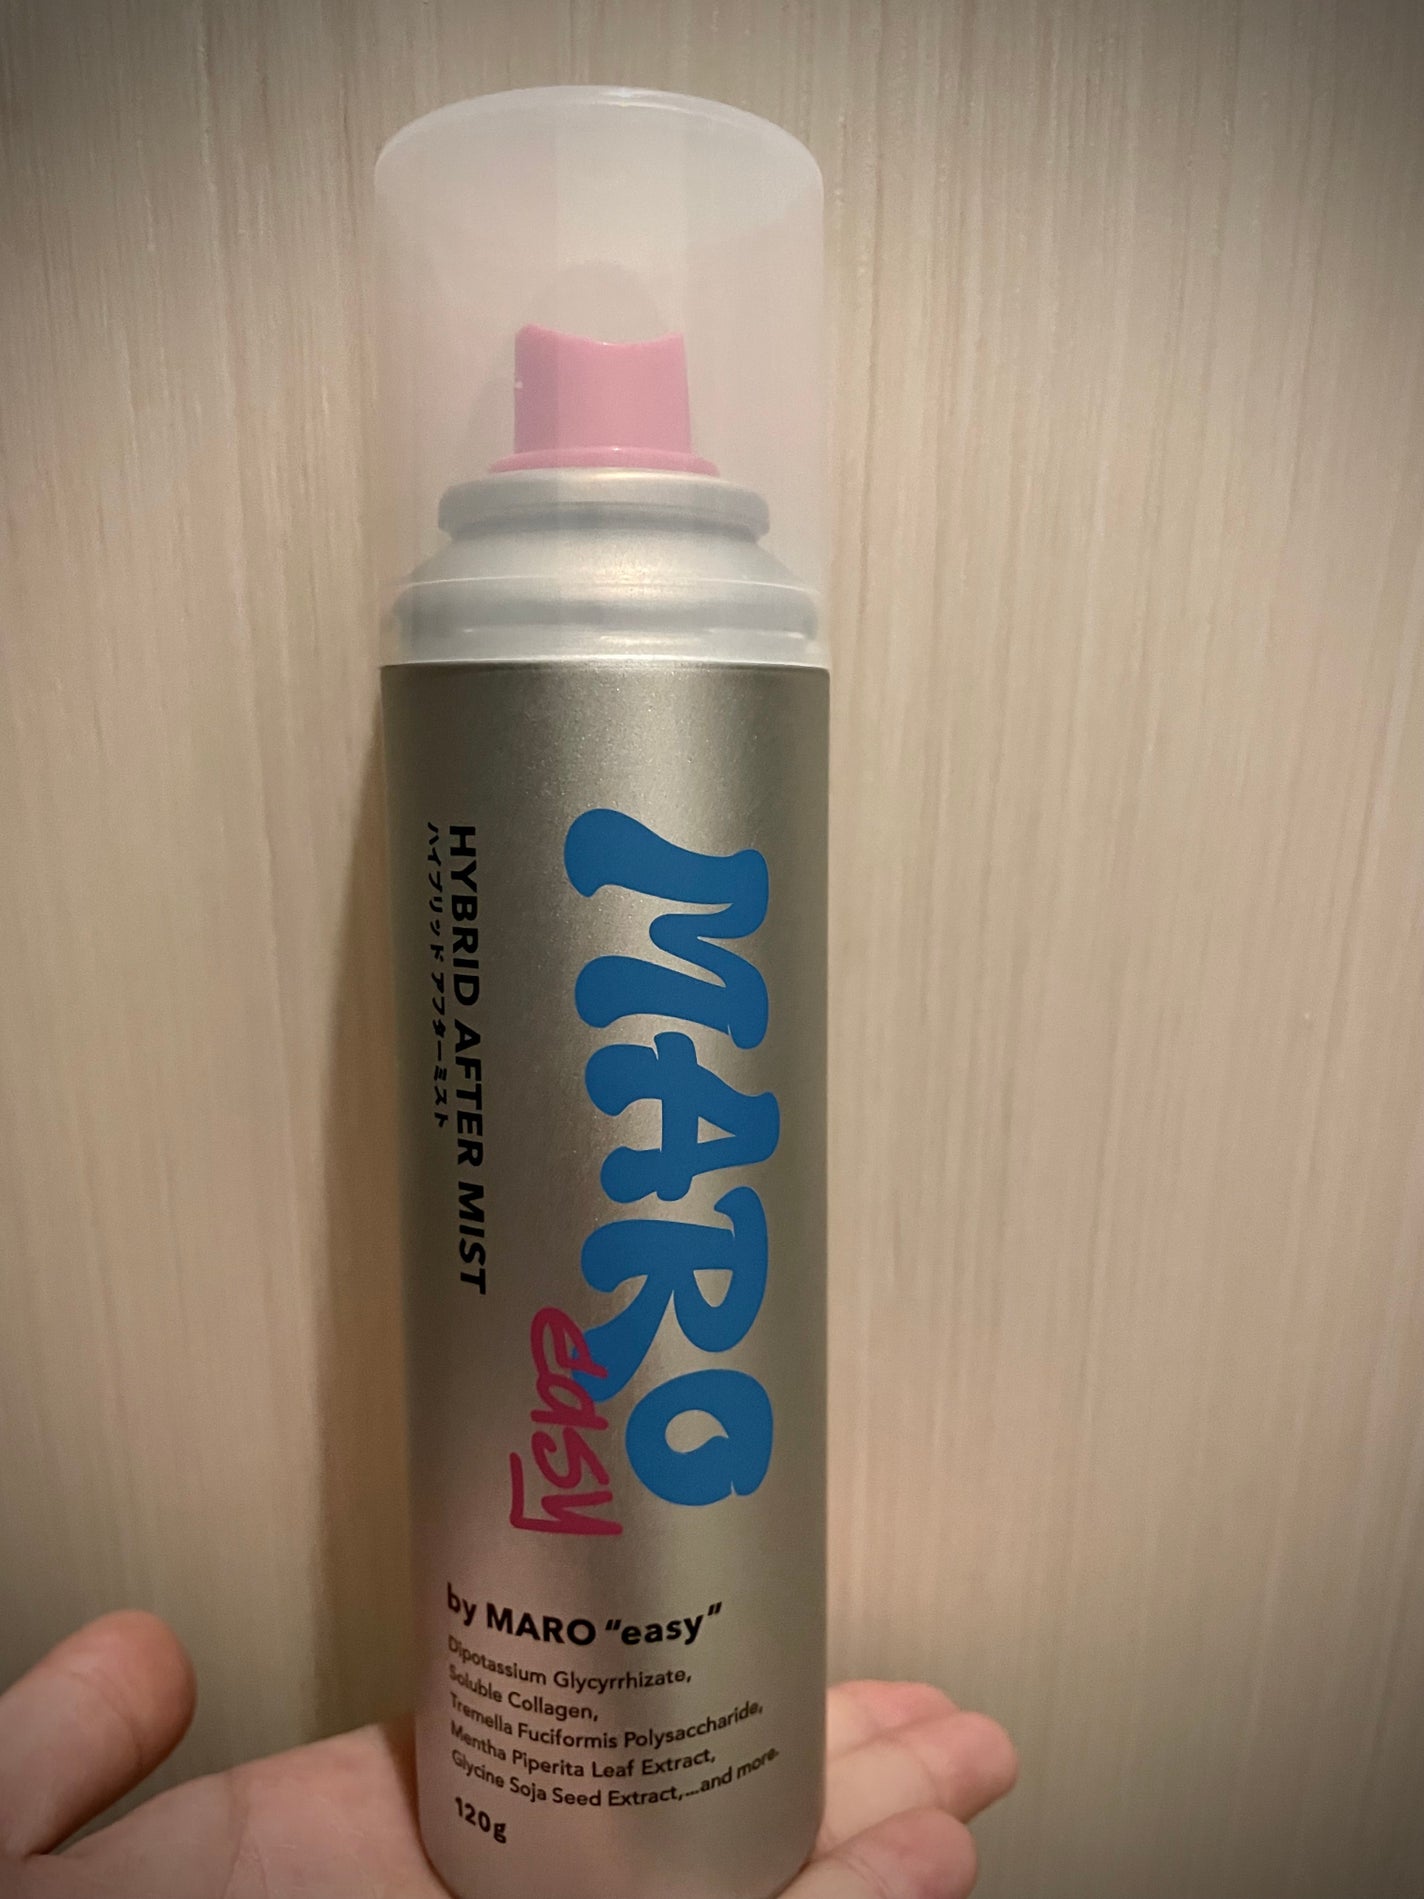 MARO
easy
HYBRID AFTER MIST
ハイブリッド アフターミスト
by MARO "easy"
Dipotassium Glycyrrhizate,
Soluble Collagen,
Tremella Fuciformis Polysaccharide,
Mentha Piperita Leaf Extract,
Glycine Soja Seed Extract,...and more.
120g